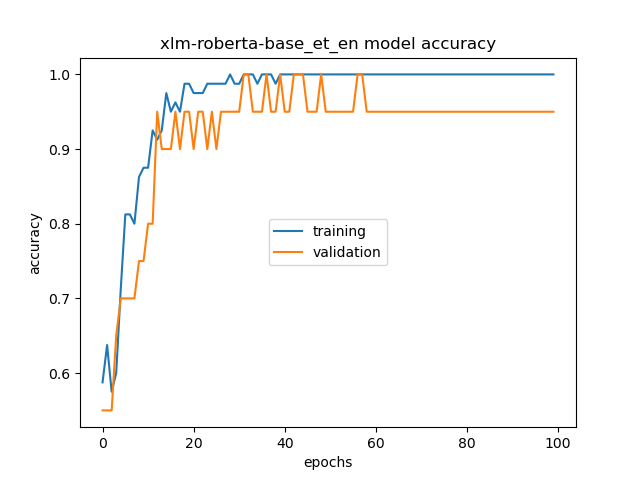 xlm-roberta-base_et_en model accuracy
1.0
0.9
0.8
0.7
0.6
accuracy
training
validation
0 20 40 60 80 100
epochs